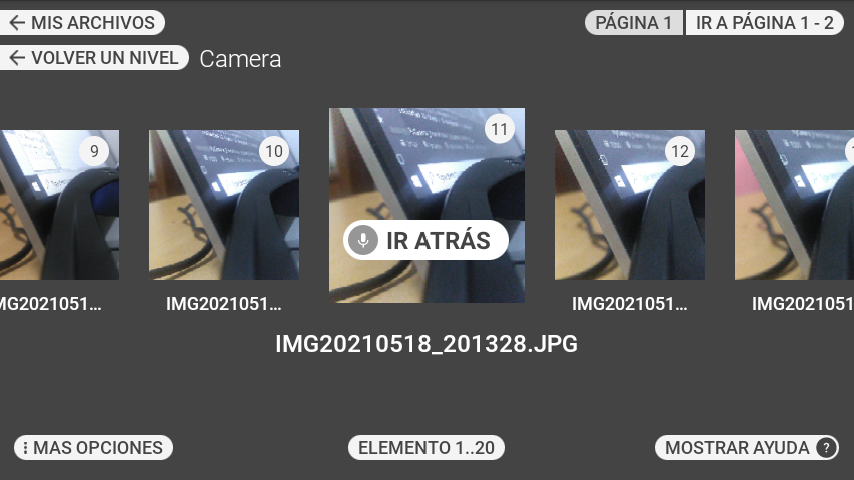 MIS ARCHIVOS
PÁGINA 1
IR A PÁGINA 1 - 2
VOLVER UN NIVEL
Camera
9
10
11
12
IR ATRÁS
MG2021051...
IMG2021051...
IMG2021051...
IMG2021051
IMG20210518_201328.JPG
MAS OPCIONES
ELEMENTO 1..20
MOSTRAR AYUDA ?